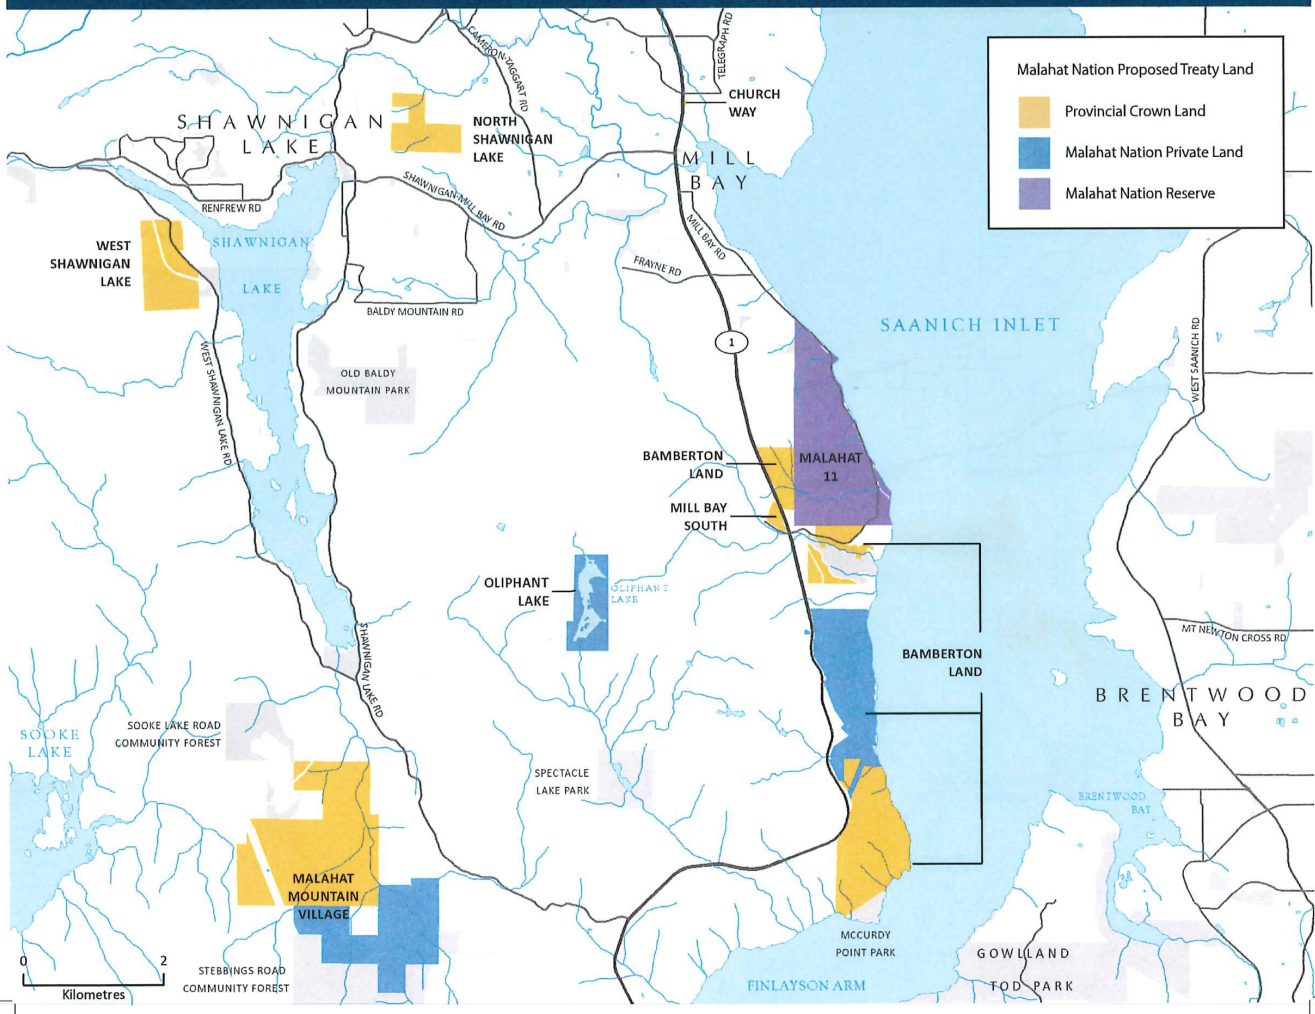 Malahat Nation Proposed Treaty Land
Provincial Crown Land
Malahat Nation Private Land
Malahat Nation Reserve
CAMERON-TAGGART RD
TELEGRAPH RD
CHURCH
WAY
SHAWNIGAN
LAKE
NORTH
SHAWNIGAN
LAKE
MILL
BAY
SHAWNIGAN-MILL BAY RD
RENFREW RD
MILL BAY RD
WEST
SHAWNIGAN
LAKE
SHAWNIGAN
LAKE
FRAYNE RD
BALDY MOUNTAIN RD
SAANICH INLET
1
WEST SAANICH RD
WEST SHAWNIGAN LAKE RD
OLD BALDY
MOUNTAIN PARK
BAMBERTON
LAND
MALAHAT
11
MILL BAY
SOUTH
OLIPHANT
LAKE
OLIPHANT
LAKE
SHAWNIGAN LAKE RD
MT NEWTON CROSS RD
BAMBERTON
LAND
BRENTWOOD
BAY
SOOKE
LAKE
SOOKE LAKE ROAD
COMMUNITY FOREST
SPECTACLE
LAKE PARK
BRENTWOOD
BAY
MALAHAT
MOUNTAIN
VILLAGE
MCCURDY
POINT PARK
GOWLLAND
TOD PARK
STEBBINGS ROAD
COMMUNITY FOREST
FINLAYSON ARM
0 2
Kilometres